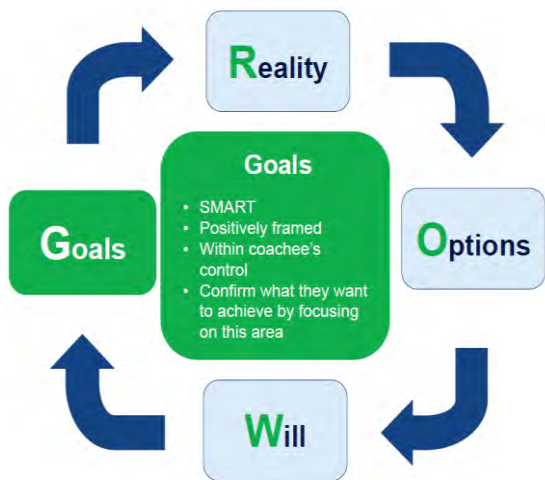 Reality
Goals
• SMART
• Positively framed
• Within coachee's
control
• Confirm what they want
to achieve by focusing
on this area
Goals
Options
Will